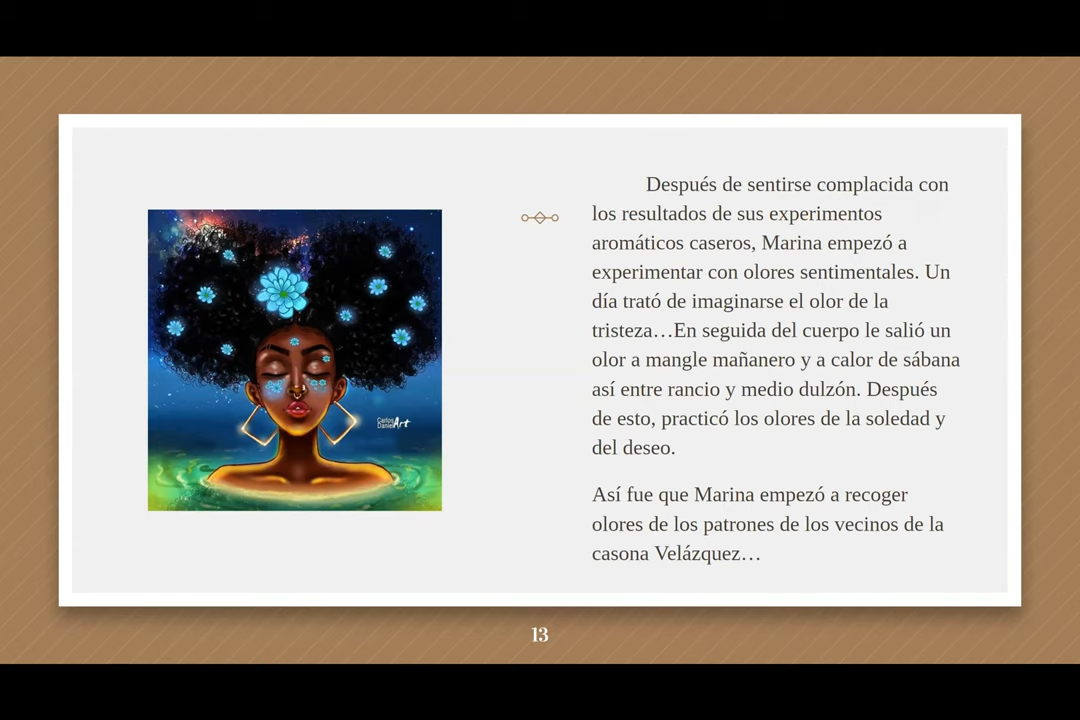 Después de sentirse complacida con
los resultados de sus experimentos
aromáticos caseros, Marina empezó a
experimentar con olores sentimentales. Un
día trató de imaginarse el olor de la
tristeza…En seguida del cuerpo le salió un
olor a mangle mañanero y a calor de sábana
así entre rancio y medio dulzón. Después
de esto, practicó los olores de la soledad y
del deseo.
Así fue que Marina empezó a recoger
olores de los patrones de los vecinos de la
casona Velázquez…
Carlos
Daniel Art
13